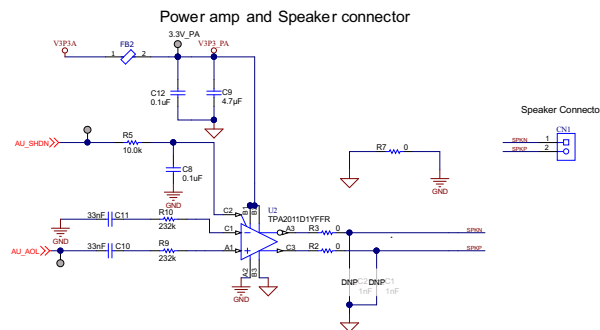 Power amp and Speaker connector
3.3V_PA
V3P3A
FB2
V3P3_PA
1
2
C12
0.1uF
C9
4.7µF
Speaker Connecto
CN1
SPKN
1
SPKP
2
AU_SHDN
R5
10.0k
R7
0
C8
0.1uF
GND
GND
C2
B1
U2
TPA2011D1YFFR
33nF
C11
R10
232k
C1
A3
R3
0
SPKN
GND
AU_AOL
33nF
C10
R9
232k
A1
C3
R2
0
SPKP
A2
B3
GND
DNP
C2
1nF
DNP
C1
1nF